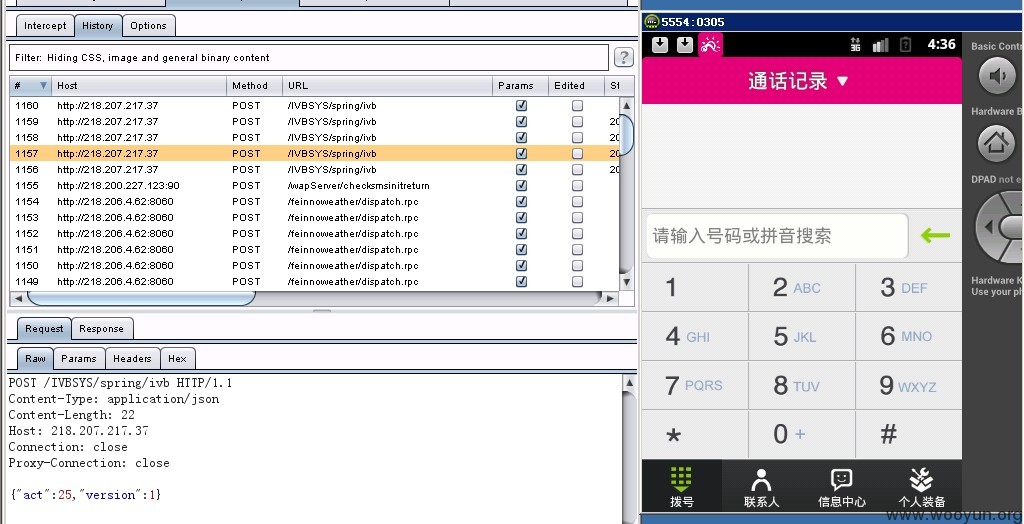 Intercept History Options
Filter: Hiding CSS, image and general binary content ?
# Host Method URL Params Edited
1160 http://218.207.217.37 POST /IVBSYS/spring/ivb
1159 http://218.207.217.37 POST /IVBSYS/spring/ivb 20
1158 http://218.207.217.37 POST /IVBSYS/spring/ivb 20
1157 http://218.207.217.37 POST /IVBSYS/spring/ivb 20
1156 http://218.207.217.37 POST /IVBSYS/spring/ivb 20
1155 http://218.200.227.123:90 POST /wapServer/checksmsinitreturn
1154 http://218.206.4.62:8060 POST /feinnoweather/dispatch.rpc
1153 http://218.206.4.62:8060 POST /feinnoweather/dispatch.rpc
1152 http://218.206.4.62:8060 POST /feinnoweather/dispatch.rpc
1151 http://218.206.4.62:8060 POST /feinnoweather/dispatch.rpc
1150 http://218.206.4.62:8060 POST /feinnoweather/dispatch.rpc
1149 http://218.206.4.62:8060 POST /feinnoweather/dispatch.rpc
Request Response
Raw Params Headers Hex
POST /IVBSYS/spring/ivb HTTP/1.1
Content-Type: application/json
Content-Length: 22
Host: 218.207.217.37
Connection: close
Proxy-Connection: close
{"act":25,"version":1}
5554:0305
3G 4:36
通话记录
请输入号码或拼音搜索
1 2 ABC 3 DEF
4 GHI 5 JKL 6 MNO
7 PQRS 8 TUV 9 WXYZ
* 0 + #
拨号 联系人 信息中心 个人装备
Basic Contr
Hardware B
DPAD not e
Hardware K
Use your ph
www.wooyun.org